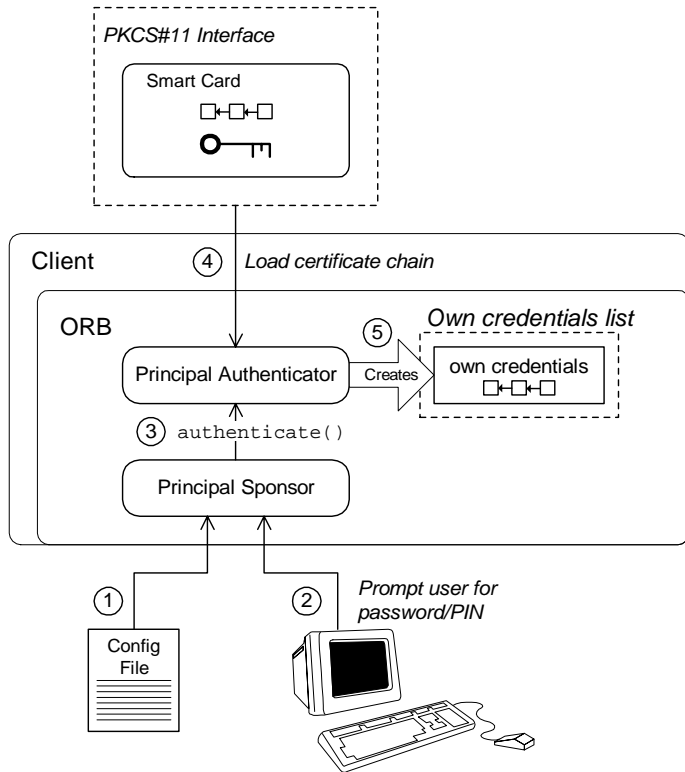 PKCS#11 Interface
Smart Card
Client
4
Load certificate chain
ORB
Own credentials list
5
Principal Authenticator
Creates
own credentials
3
authenticate()
Principal Sponsor
1
2
Prompt user for
password/PIN
Config
File